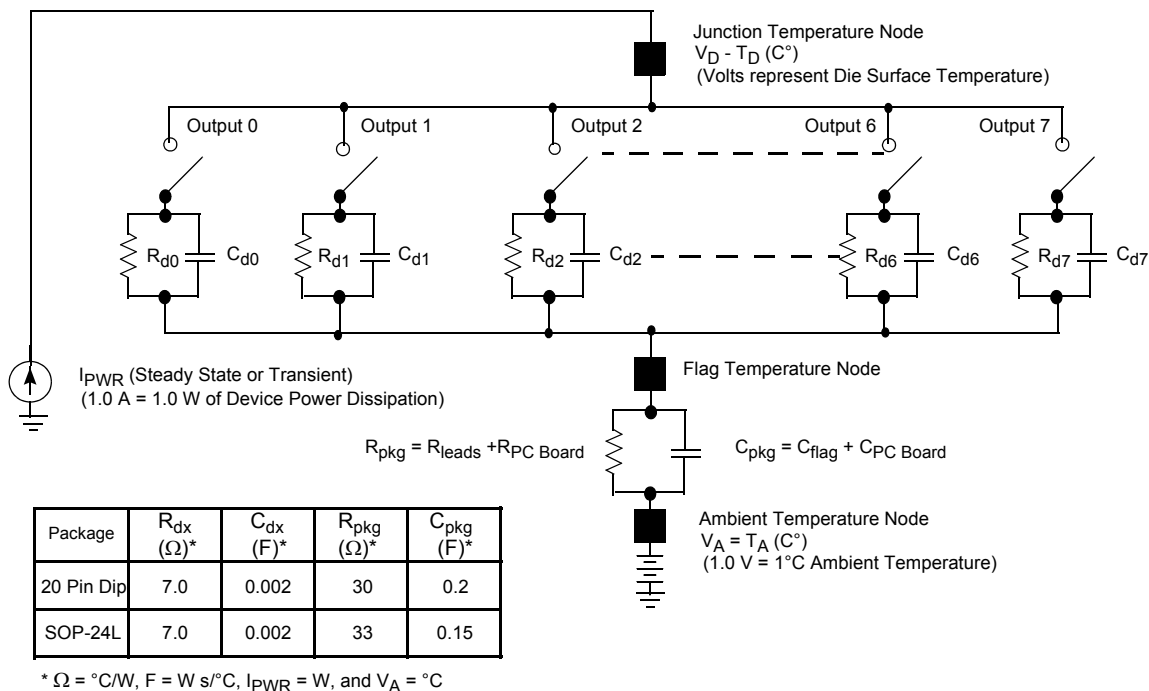 Junction Temperature Node
VD - TD (C°)
(Volts represent Die Surface Temperature)
Output 0
Output 1
Output 2
Output 6
Output 7
Rd0
Cd0
Rd1
Cd1
Rd2
Cd2
Rd6
Cd6
Rd7
Cd7
Flag Temperature Node
IPWR (Steady State or Transient)
(1.0 A = 1.0 W of Device Power Dissipation)
Rpkg = Rleads +RPC Board
Cpkg = Cflag + CPC Board
Ambient Temperature Node
VA = TA (C°)
(1.0 V = 1°C Ambient Temperature)
Package Rdx (Ω)* Cdx (F)* Rpkg (Ω)* Cpkg (F)*
20 Pin Dip 7.0 0.002 30 0.2
SOP-24L 7.0 0.002 33 0.15
* Ω = °C/W, F = W s/°C, IPWR = W, and VA = °C